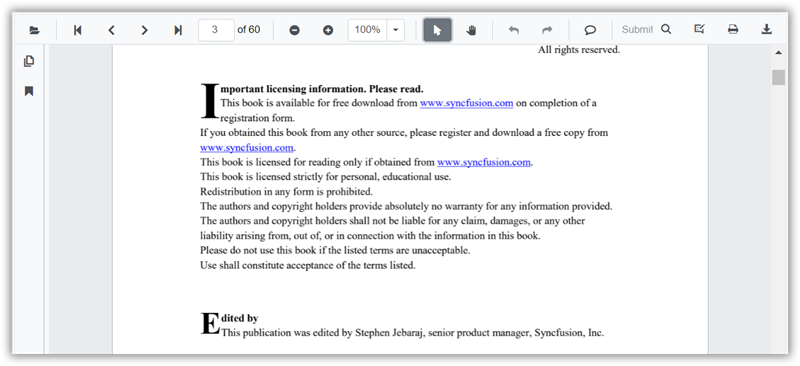 3 of 60 100% Submit
All rights reserved.
Important licensing information. Please read.
This book is available for free download from www.syncfusion.com on completion of a
registration form.
If you obtained this book from any other source, please register and download a free copy from
www.syncfusion.com.
This book is licensed for reading only if obtained from www.syncfusion.com.
This book is licensed strictly for personal, educational use.
Redistribution in any form is prohibited.
The authors and copyright holders provide absolutely no warranty for any information provided.
The authors and copyright holders shall not be liable for any claim, damages, or any other
liability arising from, out of, or in connection with the information in this book.
Please do not use this book if the listed terms are unacceptable.
Use shall constitute acceptance of the terms listed.
Edited by
This publication was edited by Stephen Jebaraj, senior product manager, Syncfusion, Inc.